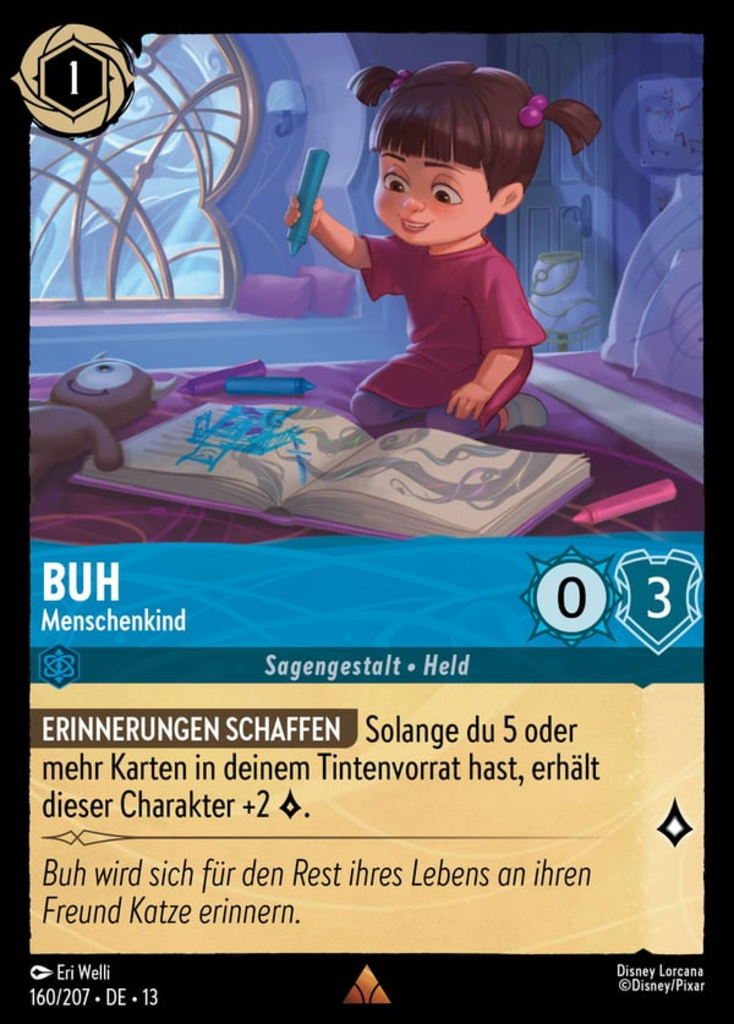 1
BUH
Menschenkind
0
3
Sagengestalt • Held
ERINNERUNGEN SCHAFFEN Solange du 5 oder
mehr Karten in deinem Tintenvorrat hast, erhält
dieser Charakter +2 .
Buh wird sich für den Rest ihres Lebens an ihren
Freund Katze erinnern.
Eri Welli
160/207 • DE • 13
Disney Lorcana
©Disney/Pixar